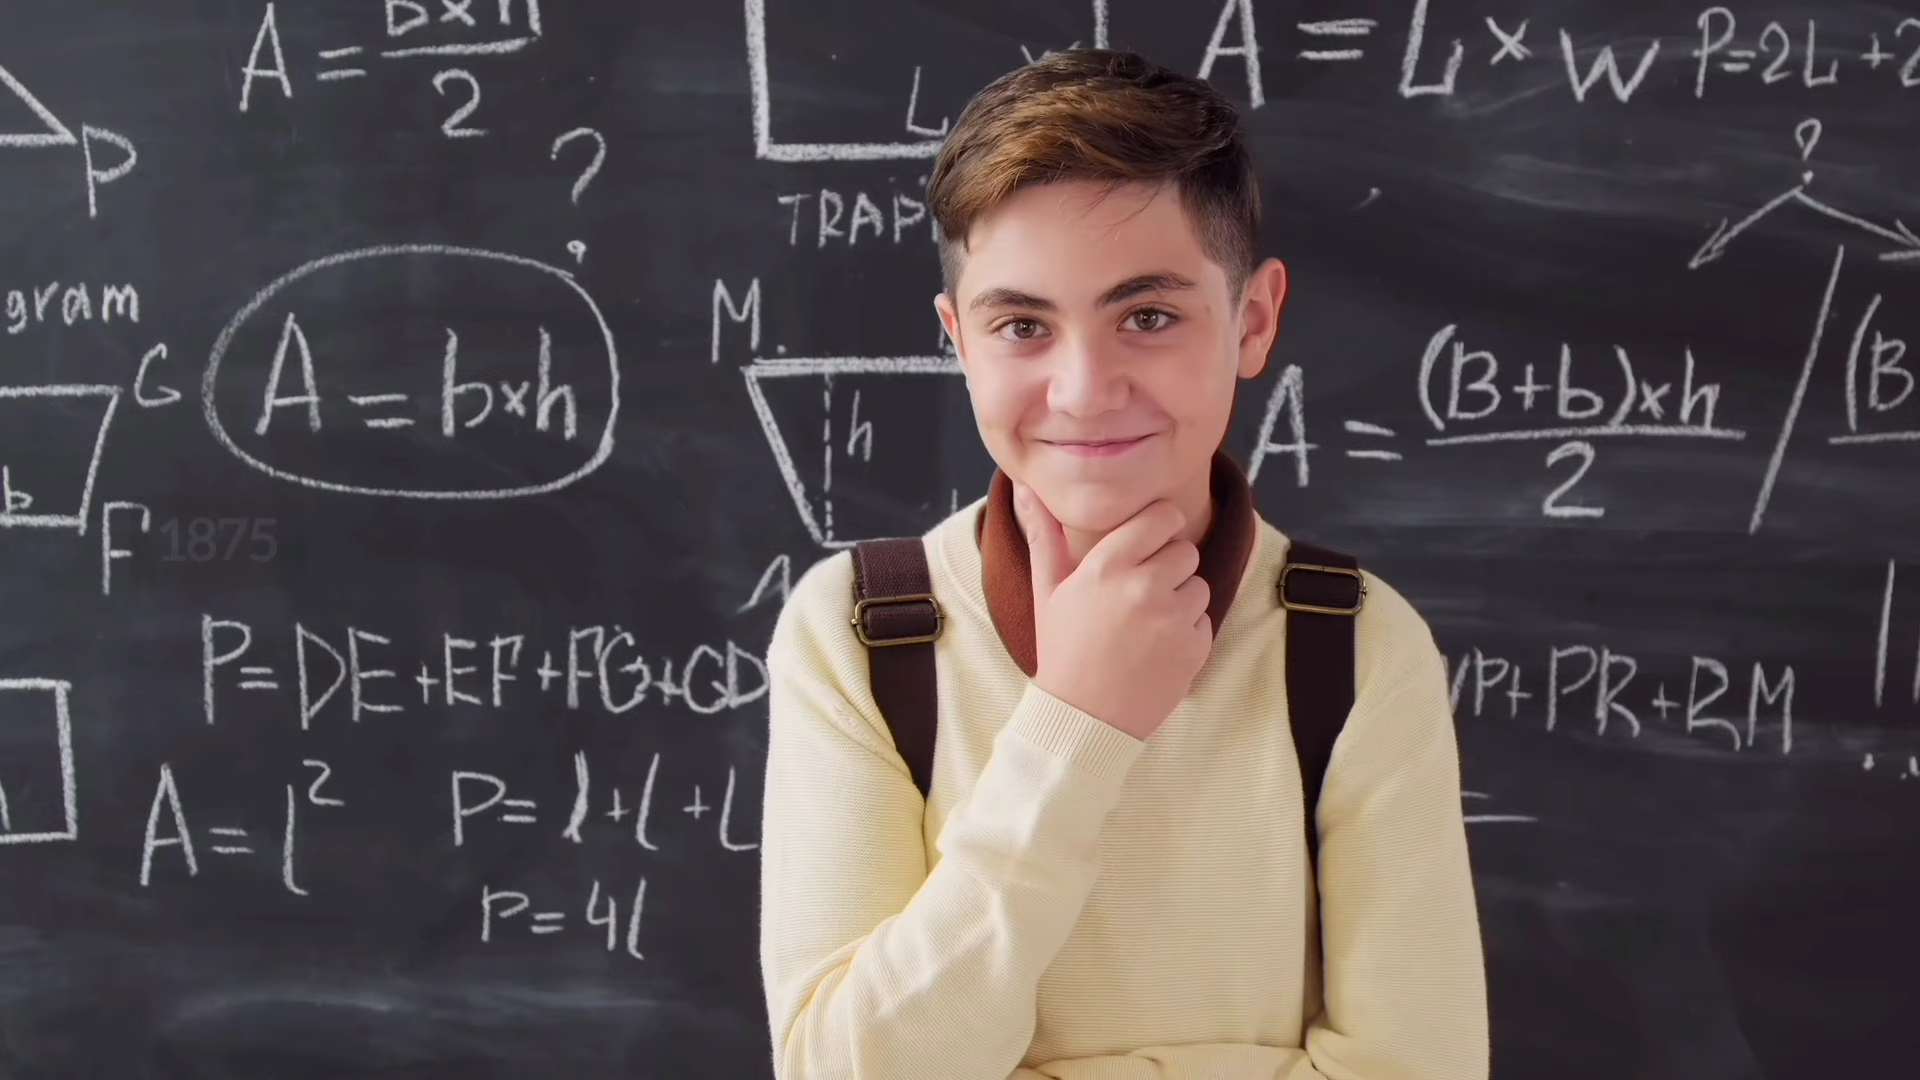 A = b×h / 2
A = L × W
P=2L+2
P
?
L
?
TRAP
gram
G
A = b×h
M
h
A = (B+b)×h / 2
(B
b
F
1875
A
P=DE+EF+FG+GD
P+PR+RM
A = l²
P=l+l+L
P=4l